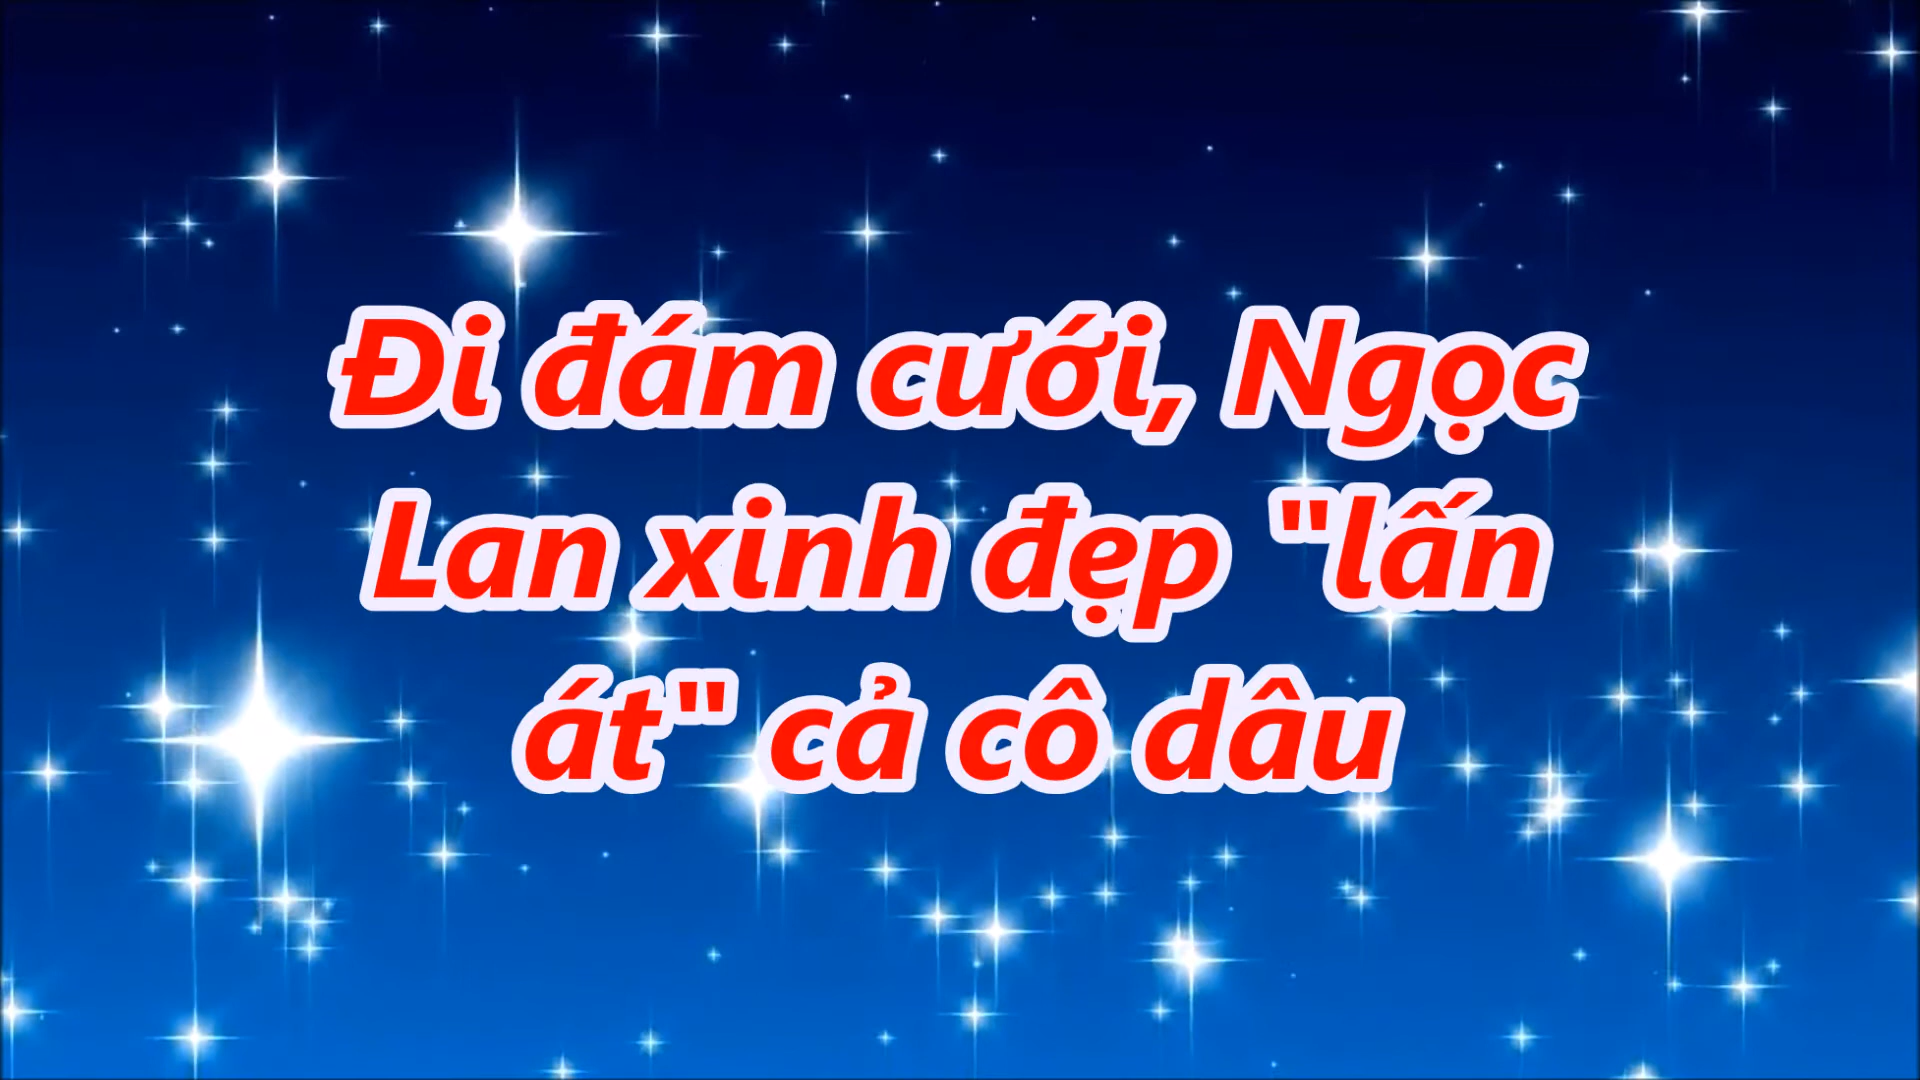 Đi đám cưới, Ngọc
Lan xinh đẹp "lấn
át" cả cô dâu